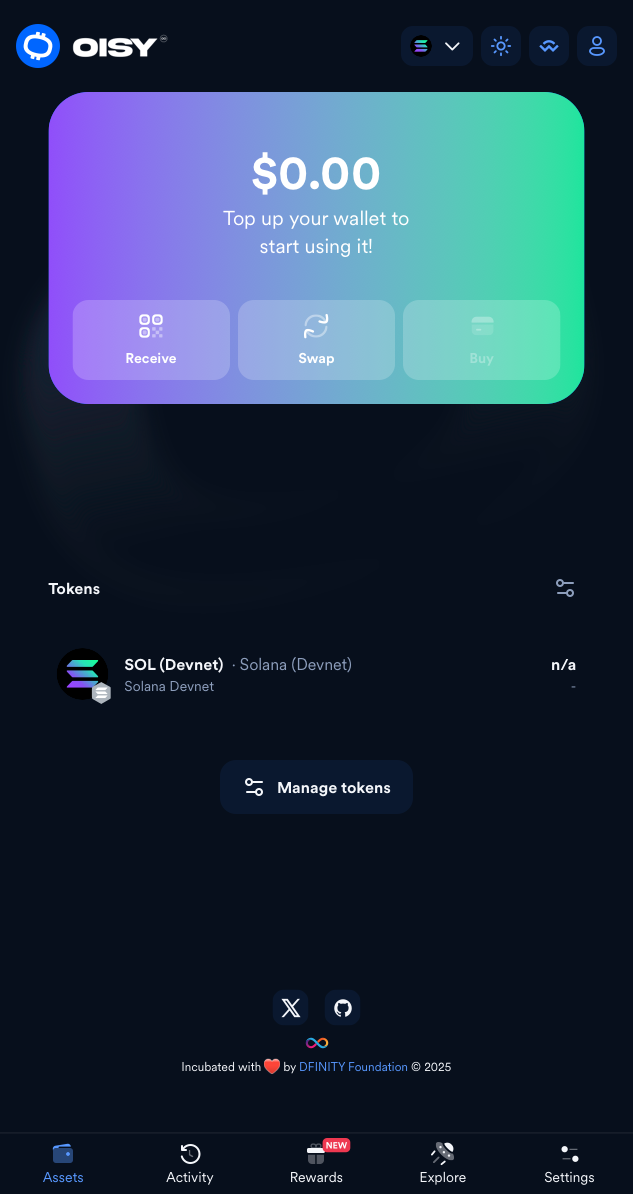 OISY
$0.00
Top up your wallet to
start using it!
Receive
Swap
Buy
Tokens
SOL (Devnet) · Solana (Devnet)
n/a
Solana Devnet
-
Manage tokens
Incubated with ❤️ by DFINITY Foundation © 2025
NEW
Assets
Activity
Rewards
Explore
Settings